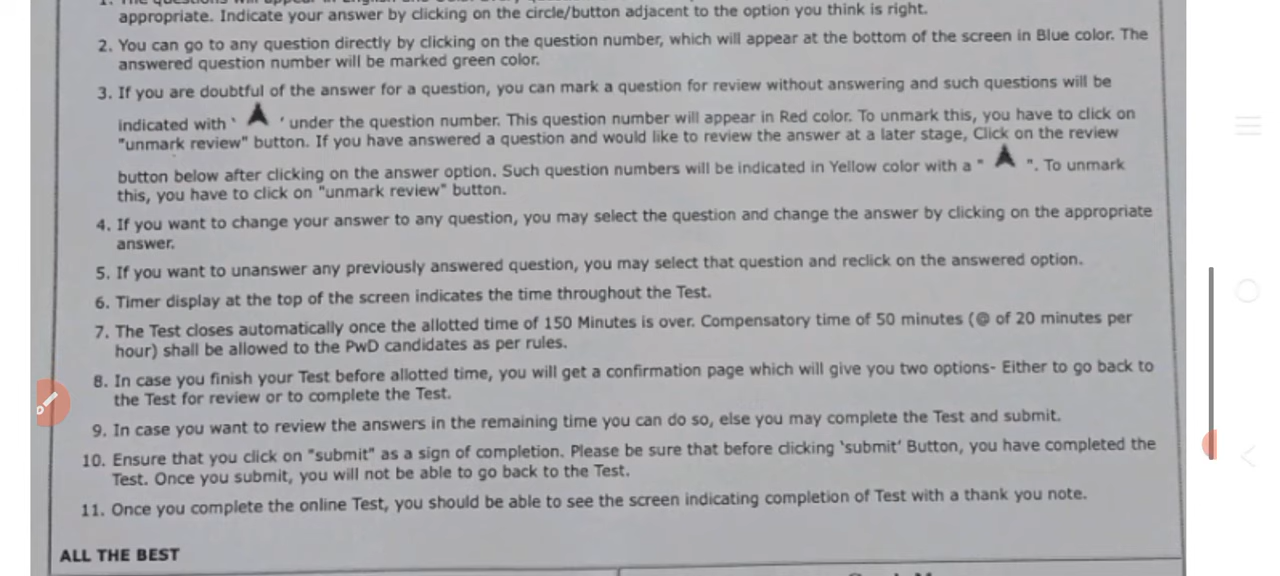 appropriate. Indicate your answer by clicking on the circle/button adjacent to the option you think is right.
2. You can go to any question directly by clicking on the question number, which will appear at the bottom of the screen in Blue color. The
answered question number will be marked green color.
3. If you are doubtful of the answer for a question, you can mark a question for review without answering and such questions will be
indicated with ‘ ’ under the question number. This question number will appear in Red color. To unmark this, you have to click on
"unmark review" button. If you have answered a question and would like to review the answer at a later stage, Click on the review
button below after clicking on the answer option. Such question numbers will be indicated in Yellow color with a " ". To unmark
this, you have to click on "unmark review" button.
4. If you want to change your answer to any question, you may select the question and change the answer by clicking on the appropriate
answer.
5. If you want to unanswer any previously answered question, you may select that question and reclick on the answered option.
6. Timer display at the top of the screen indicates the time throughout the Test.
7. The Test closes automatically once the allotted time of 150 Minutes is over. Compensatory time of 50 minutes (@ of 20 minutes per
hour) shall be allowed to the PwD candidates as per rules.
8. In case you finish your Test before allotted time, you will get a confirmation page which will give you two options- Either to go back to
the Test for review or to complete the Test.
9. In case you want to review the answers in the remaining time you can do so, else you may complete the Test and submit.
10. Ensure that you click on "submit" as a sign of completion. Please be sure that before clicking ‘submit’ Button, you have completed the
Test. Once you submit, you will not be able to go back to the Test.
11. Once you complete the online Test, you should be able to see the screen indicating completion of Test with a thank you note.
ALL THE BEST